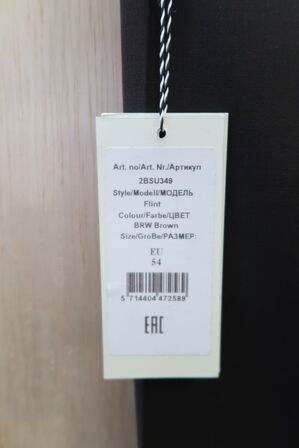 Art. no/Art. Nr./Артикул
2BSU349
Style/Modell/МОДЕЛЬ
Flint
Colour/Farbe/ЦВЕТ
BRW Brown
Size/Größe/РАЗМЕР:
EU
54
5 714404 472589
EAC